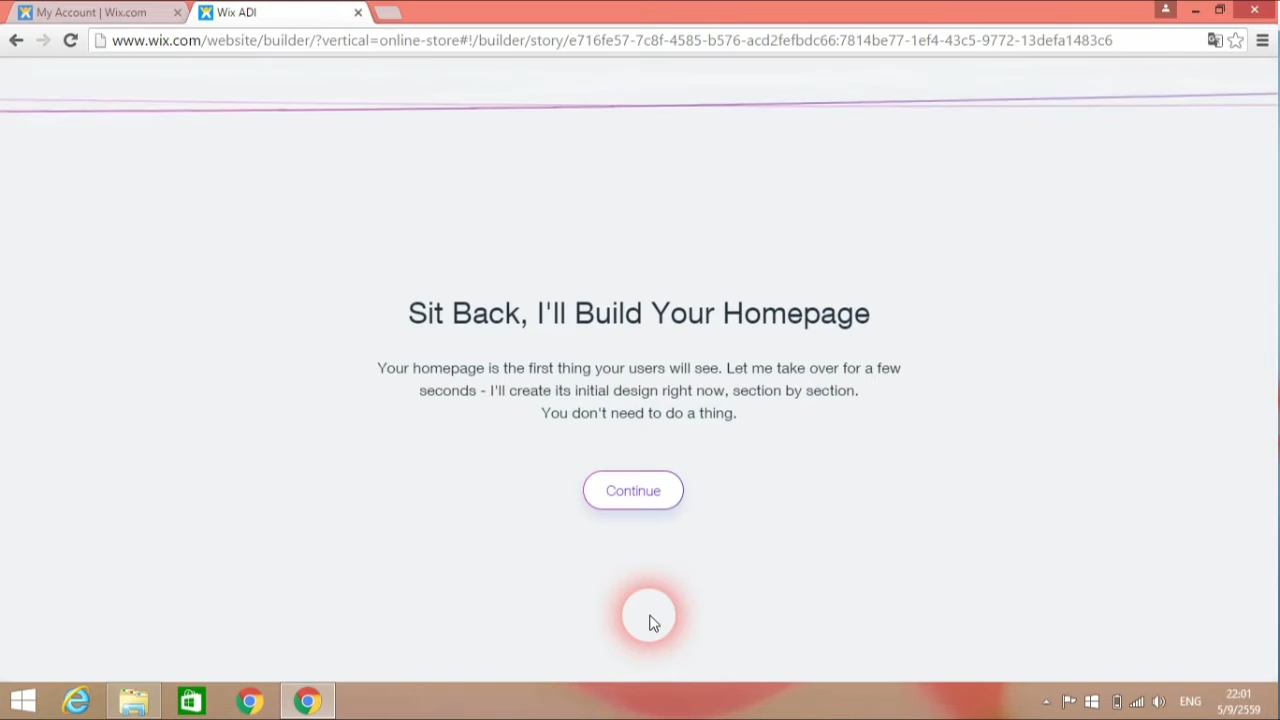 My Account | Wix.com
Wix ADI
www.wix.com/website/builder/?vertical=online-store#!/builder/story/e716fe57-7c8f-4585-b576-acd2fefbdc66:7814be77-1ef4-43c5-9772-13defa1483c6
Sit Back, I'll Build Your Homepage
Your homepage is the first thing your users will see. Let me take over for a few
seconds - I'll create its initial design right now, section by section.
You don't need to do a thing.
Continue
ENG
22:01
5/9/2559